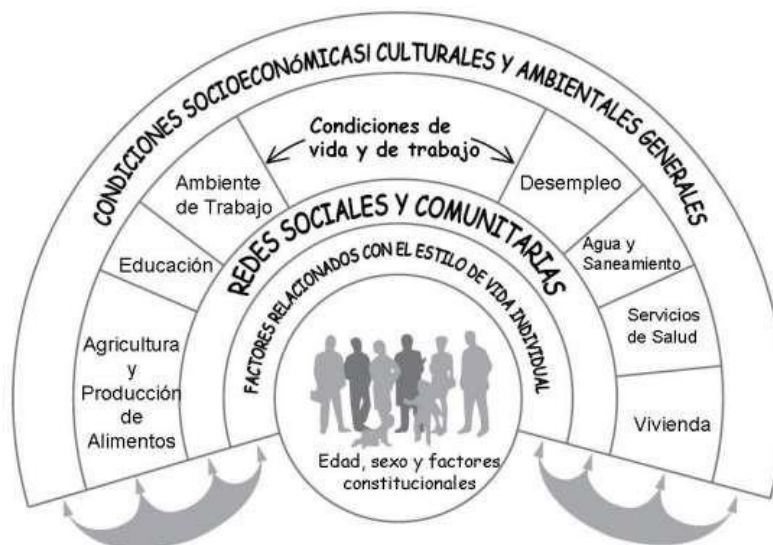 CONDICIONES SOCIOECONÓMICAS| CULTURALES Y AMBIENTALES GENERALES
Condiciones de
vida y de trabajo
Ambiente
de Trabajo
Desempleo
Educación
Agua y
Saneamiento
Agricultura
y
Producción
de
Alimentos
Servicios
de Salud
Vivienda
REDES SOCIALES Y COMUNITARIAS
FACTORES RELACIONADOS CON EL ESTILO DE VIDA INDIVIDUAL
Edad, sexo y factores
constitucionales